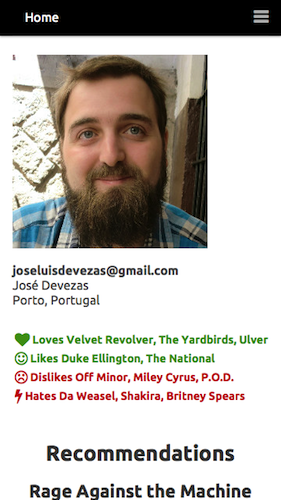 Home
joseluisdevezas@gmail.com
José Devezas
Porto, Portugal
Loves Velvet Revolver, The Yardbirds, Ulver
Likes Duke Ellington, The National
Dislikes Off Minor, Miley Cyrus, P.O.D.
Hates Da Weasel, Shakira, Britney Spears
Recommendations
Rage Against the Machine